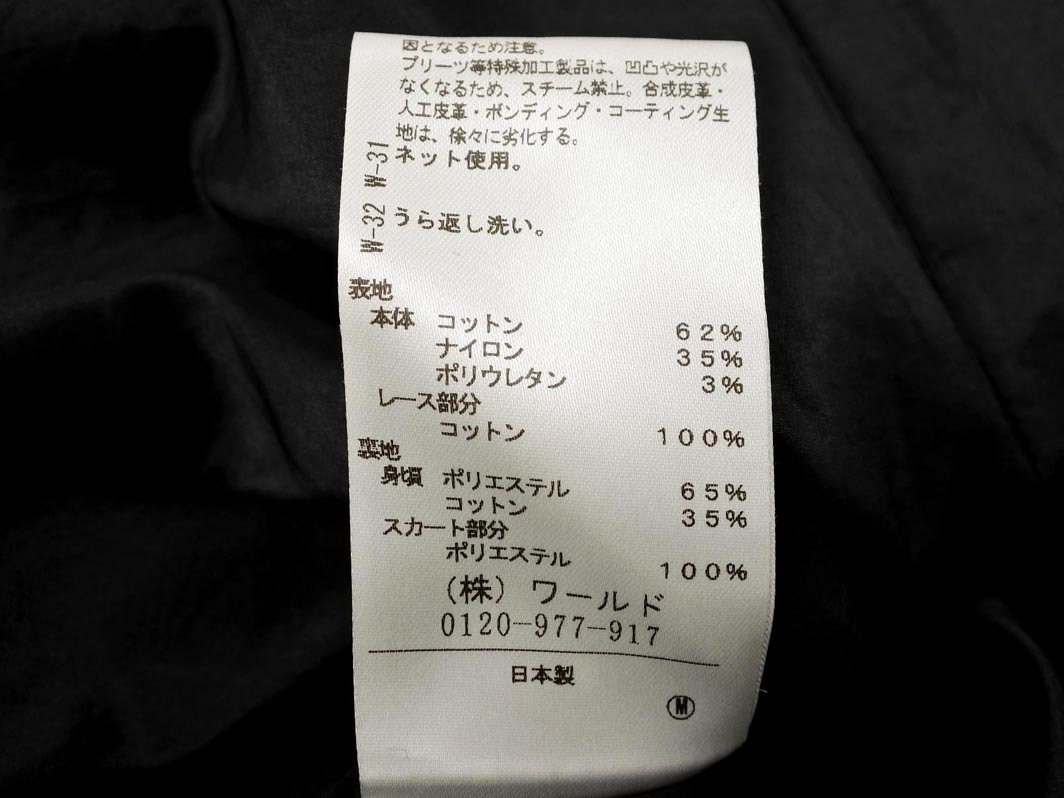 因となるため注意。
プリーツ等特殊加工製品は、凹凸や光沢が
なくなるため、スチーム禁止。合成皮革・
人工皮革・ボンディング・コーティング生
地は、徐々に劣化する。
W-31 ネット使用。
W-32 うら返し洗い。
表地
本体 コットン 62%
ナイロン 35%
ポリウレタン 3%
レース部分
コットン 100%
裏地
身頃 ポリエステル 65%
コットン 35%
スカート部分
ポリエステル 100%
(株) ワールド
0120-977-917
日本製
Ⓜ